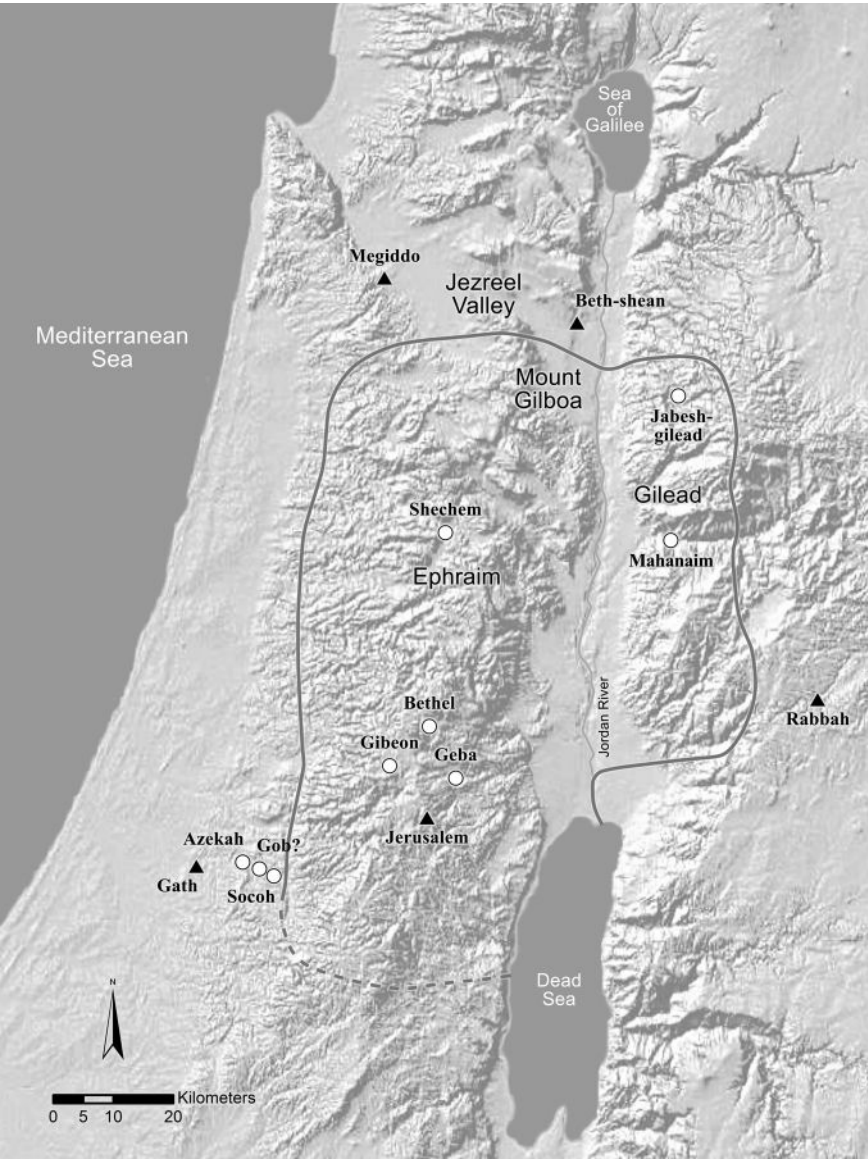 Sea
of
Galilee
Megiddo
Jezreel
Valley
Beth-shean
Mediterranean
Sea
Mount
Gilboa
Jabesh-
gilead
Gilead
Shechem
Mahanaim
Ephraim
Jordan River
Bethel
Rabbah
Gibeon
Geba
Jerusalem
Azekah
Gob?
Gath
Socoh
Dead
Sea
N
Kilometers
0 5 10 20